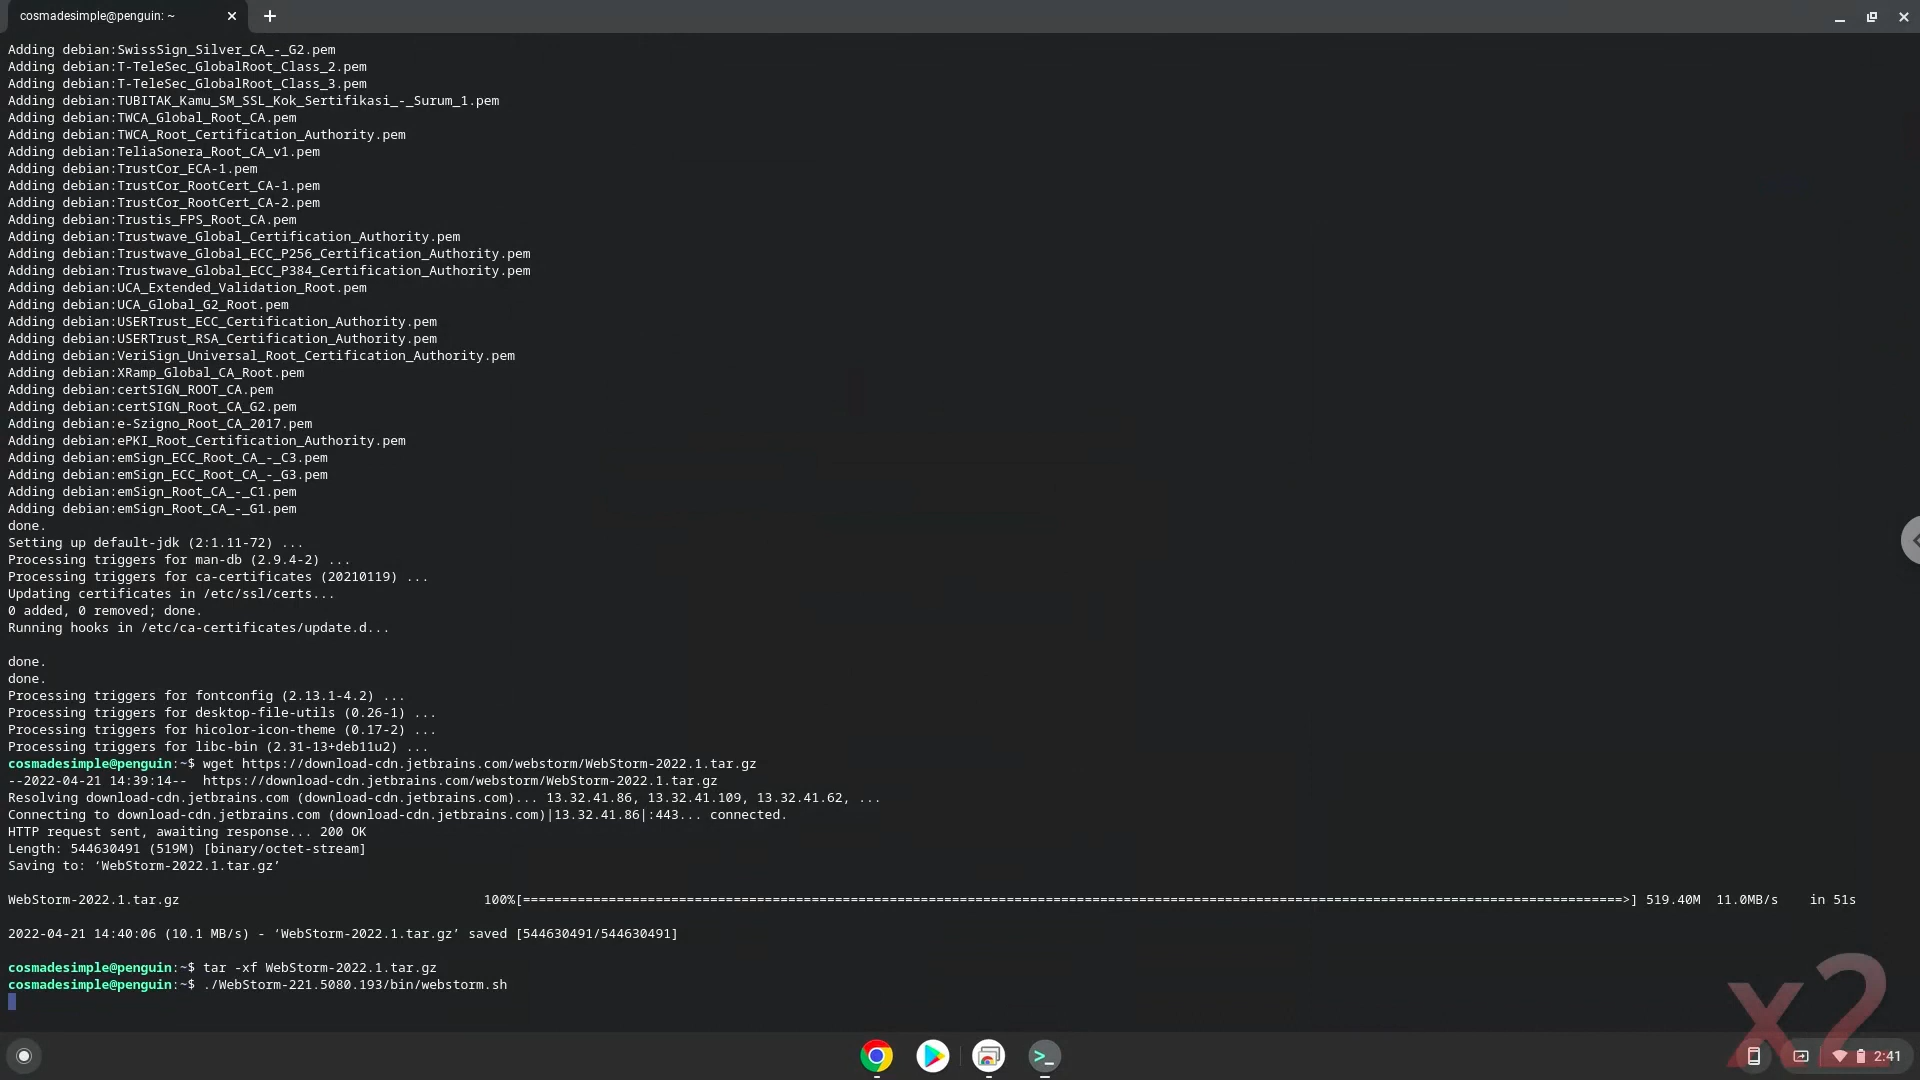 cosmadesimple@penguin: ~
Adding debian:SwissSign_Silver_CA_-_G2.pem
Adding debian:T-TeleSec_GlobalRoot_Class_2.pem
Adding debian:T-TeleSec_GlobalRoot_Class_3.pem
Adding debian:TUBITAK_Kamu_SM_SSL_Kok_Sertifikasi_-_Surum_1.pem
Adding debian:TWCA_Global_Root_CA.pem
Adding debian:TWCA_Root_Certification_Authority.pem
Adding debian:TeliaSonera_Root_CA_v1.pem
Adding debian:TrustCor_ECA-1.pem
Adding debian:TrustCor_RootCert_CA-1.pem
Adding debian:TrustCor_RootCert_CA-2.pem
Adding debian:Trustis_FPS_Root_CA.pem
Adding debian:Trustwave_Global_Certification_Authority.pem
Adding debian:Trustwave_Global_ECC_P256_Certification_Authority.pem
Adding debian:Trustwave_Global_ECC_P384_Certification_Authority.pem
Adding debian:UCA_Extended_Validation_Root.pem
Adding debian:UCA_Global_G2_Root.pem
Adding debian:USERTrust_ECC_Certification_Authority.pem
Adding debian:USERTrust_RSA_Certification_Authority.pem
Adding debian:VeriSign_Universal_Root_Certification_Authority.pem
Adding debian:XRamp_Global_CA_Root.pem
Adding debian:certSIGN_ROOT_CA.pem
Adding debian:certSIGN_Root_CA_G2.pem
Adding debian:e-Szigno_Root_CA_2017.pem
Adding debian:ePKI_Root_Certification_Authority.pem
Adding debian:emSign_ECC_Root_CA_-_C3.pem
Adding debian:emSign_ECC_Root_CA_-_G3.pem
Adding debian:emSign_Root_CA_-_C1.pem
Adding debian:emSign_Root_CA_-_G1.pem
done.
Setting up default-jdk (2:1.11-72) ...
Processing triggers for man-db (2.9.4-2) ...
Processing triggers for ca-certificates (20210119) ...
Updating certificates in /etc/ssl/certs...
0 added, 0 removed; done.
Running hooks in /etc/ca-certificates/update.d...
done.
done.
Processing triggers for fontconfig (2.13.1-4.2) ...
Processing triggers for desktop-file-utils (0.26-1) ...
Processing triggers for hicolor-icon-theme (0.17-2) ...
Processing triggers for libc-bin (2.31-13+deb11u2) ...
cosmadesimple@penguin:~$ wget https://download-cdn.jetbrains.com/webstorm/WebStorm-2022.1.tar.gz
--2022-04-21 14:39:14--  https://download-cdn.jetbrains.com/webstorm/WebStorm-2022.1.tar.gz
Resolving download-cdn.jetbrains.com (download-cdn.jetbrains.com)... 13.32.41.86, 13.32.41.109, 13.32.41.62, ...
Connecting to download-cdn.jetbrains.com (download-cdn.jetbrains.com)|13.32.41.86|:443... connected.
HTTP request sent, awaiting response... 200 OK
Length: 544630491 (519M) [binary/octet-stream]
Saving to: ‘WebStorm-2022.1.tar.gz’
WebStorm-2022.1.tar.gz 100%[=============================================================================================================================================>] 519.40M 11.0MB/s in 51s
2022-04-21 14:40:06 (10.1 MB/s) - ‘WebStorm-2022.1.tar.gz’ saved [544630491/544630491]
cosmadesimple@penguin:~$ tar -xf WebStorm-2022.1.tar.gz
cosmadesimple@penguin:~$ ./WebStorm-221.5080.193/bin/webstorm.sh
x2
2:41